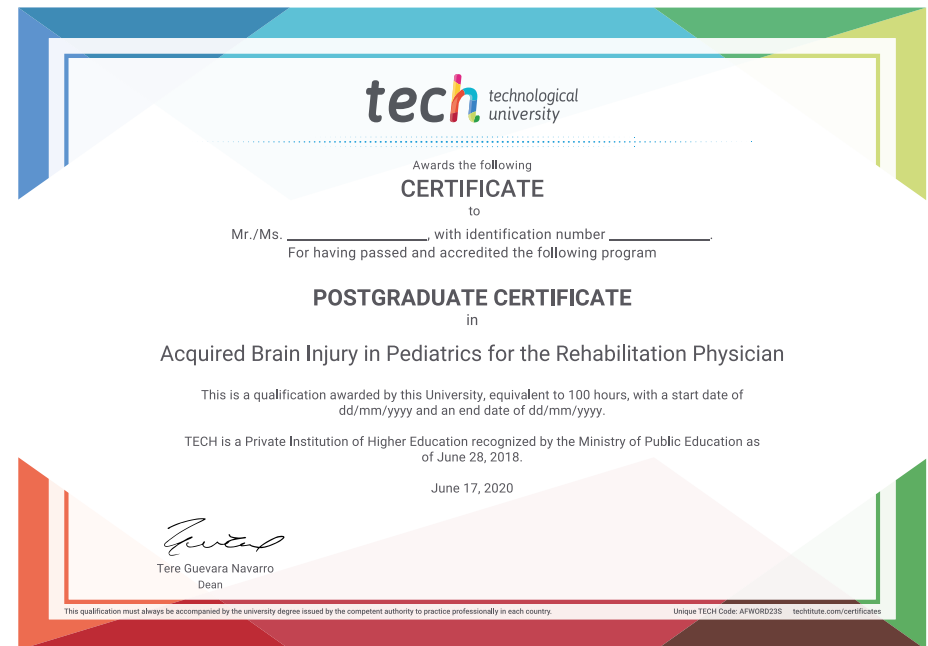 tech technological
university
Awards the following
CERTIFICATE
to
Mr./Ms. ____________________, with identification number ______________.
For having passed and accredited the following program
POSTGRADUATE CERTIFICATE
in
Acquired Brain Injury in Pediatrics for the Rehabilitation Physician
This is a qualification awarded by this University, equivalent to 100 hours, with a start date of
dd/mm/yyyy and an end date of dd/mm/yyyy.
TECH is a Private Institution of Higher Education recognized by the Ministry of Public Education as
of June 28, 2018.
June 17, 2020
Tere Guevara Navarro
Dean
This qualification must always be accompanied by the university degree issued by the competent authority to practice professionally in each country. Unique TECH Code: AFWORD23S techtitute.com/certificates